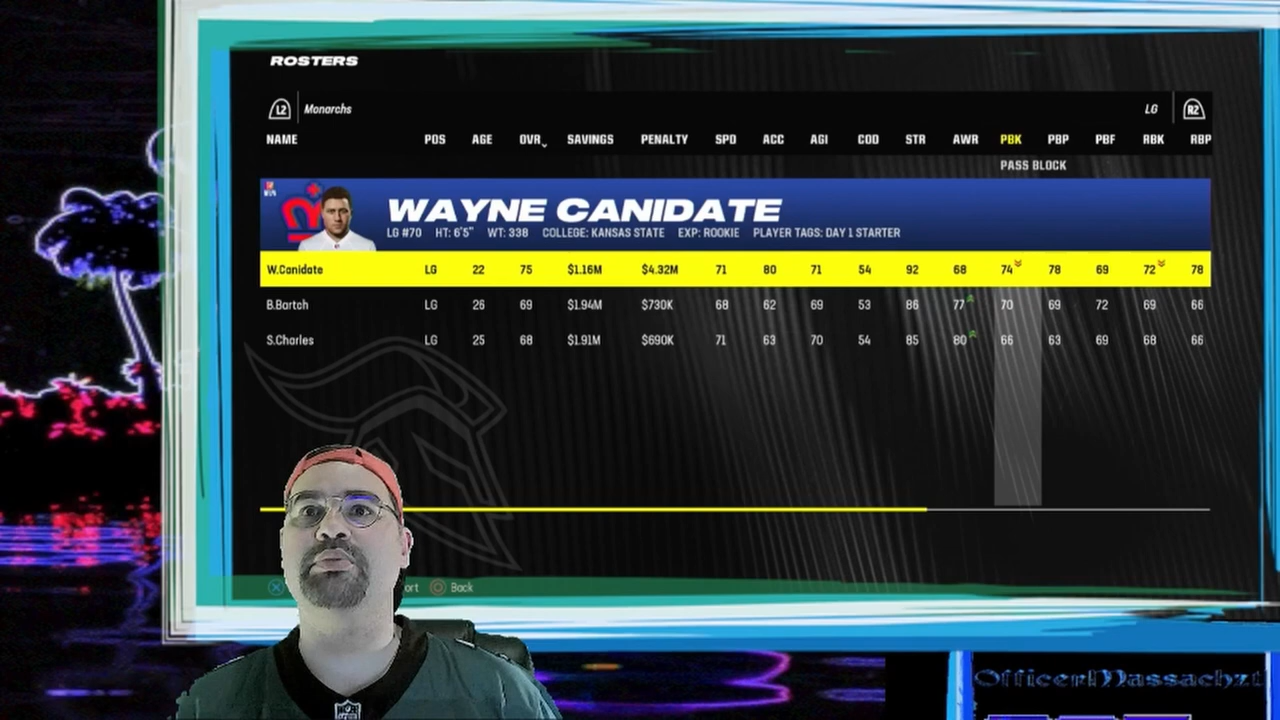 ROSTERS
L2 Monarchs LG R2
NAME POS AGE OVR SAVINGS PENALTY SPD ACC AGI COD STR AWR PBK PBP PBF RBK RBP
PASS BLOCK
WAYNE CANIDATE
LG #70 HT: 6'5" WT: 338 COLLEGE: KANSAS STATE EXP: ROOKIE PLAYER TAGS: DAY 1 STARTER
W.Canidate LG 22 75 $1.16M $4.32M 71 80 71 54 92 68 74 78 69 72 78
B.Bartch LG 26 69 $1.94M $730K 68 62 69 53 86 77 70 69 72 69 66
S.Charles LG 25 68 $1.91M $690K 71 63 70 54 85 80 66 63 69 68 66
ort Back
OfficerMassachzt